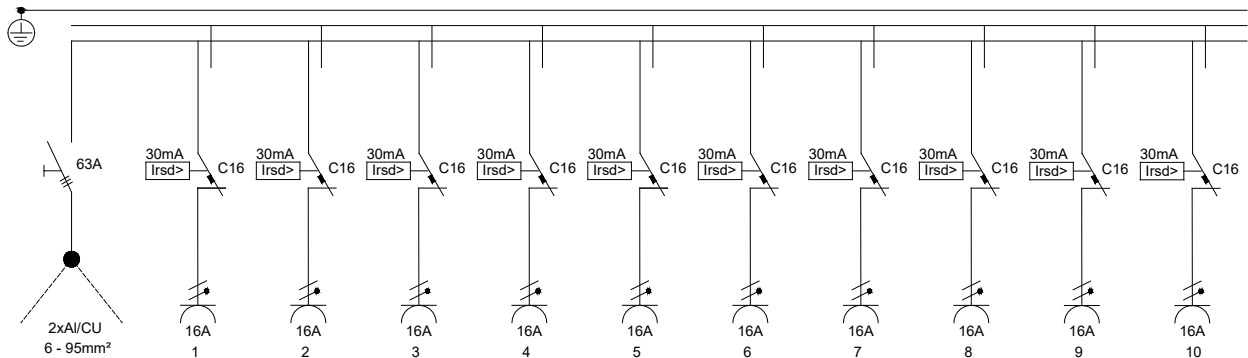 63A
30mA 30mA 30mA 30mA 30mA 30mA 30mA 30mA 30mA 30mA
Irsd> C16 Irsd> C16 Irsd> C16 Irsd> C16 Irsd> C16 Irsd> C16 Irsd> C16 Irsd> C16 Irsd> C16 Irsd> C16
2xAl/CU
6 - 95mm²
16A 16A 16A 16A 16A 16A 16A 16A 16A 16A
1 2 3 4 5 6 7 8 9 10